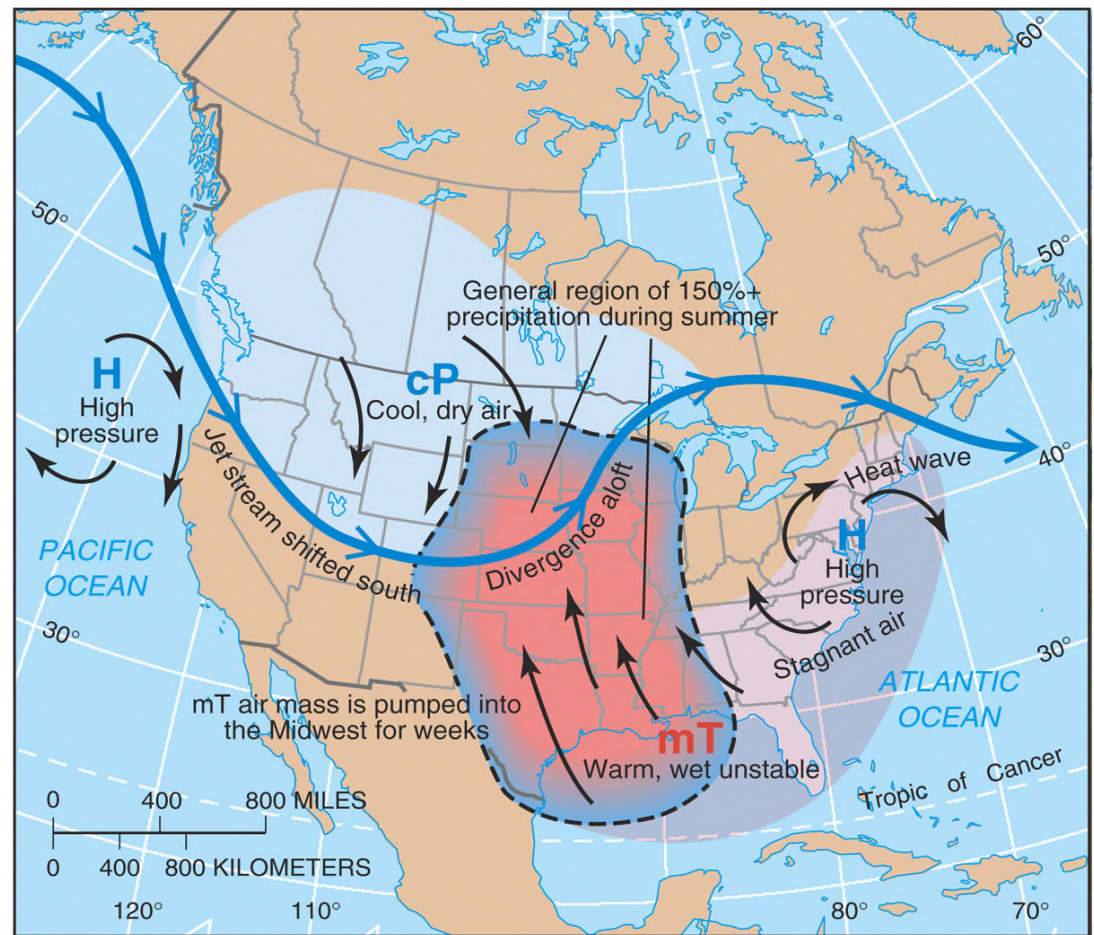 60°
50°
General region of 150%+
precipitation during summer
50°
H
High
pressure
cP
Cool, dry air
Jet stream shifted south
Divergence aloft
Heat wave
40°
H
High
pressure
Stagnant air
PACIFIC
OCEAN
30°
30°
ATLANTIC
OCEAN
mT air mass is pumped into
the Midwest for weeks
mT
Warm, wet unstable
Tropic of Cancer
0 400 800 MILES
0 400 800 KILOMETERS
120° 110° 80° 70°